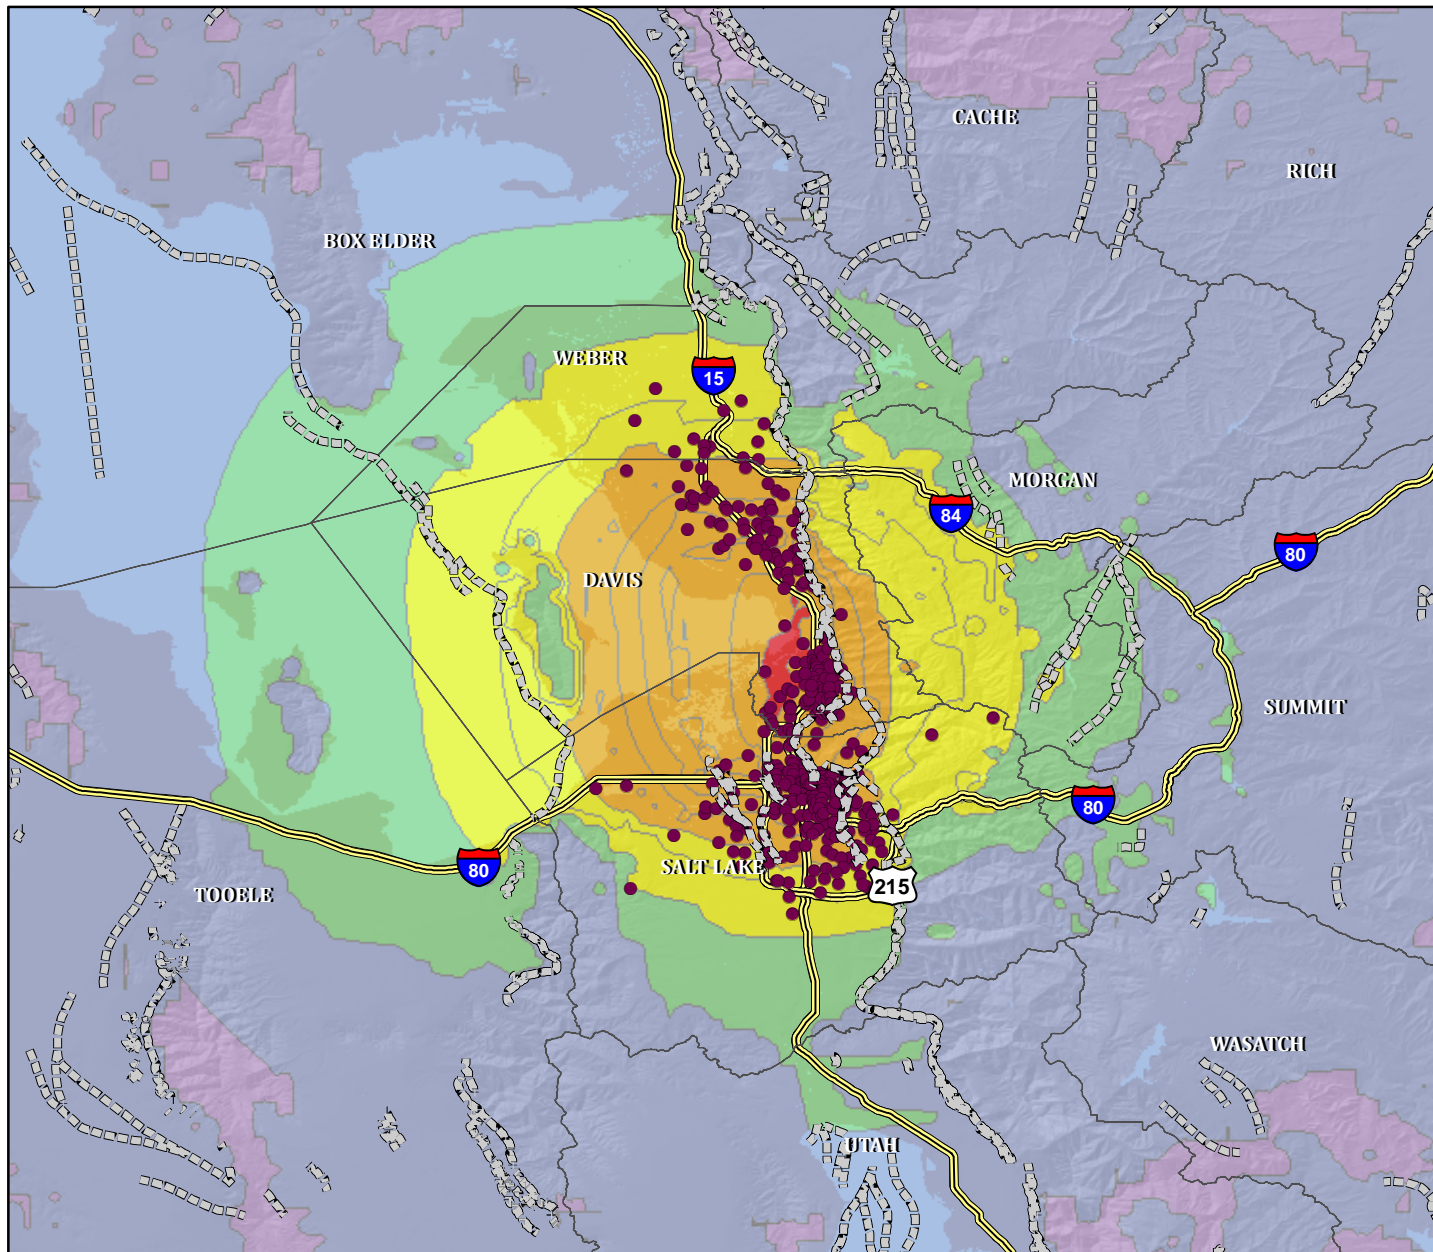 CACHE
RICH
BOX ELDER
WEBER
15
MORGAN
84
80
DAVIS
SUMMIT
80
SALT LAKE
80
215
TOOELE
WASATCH
UTAH